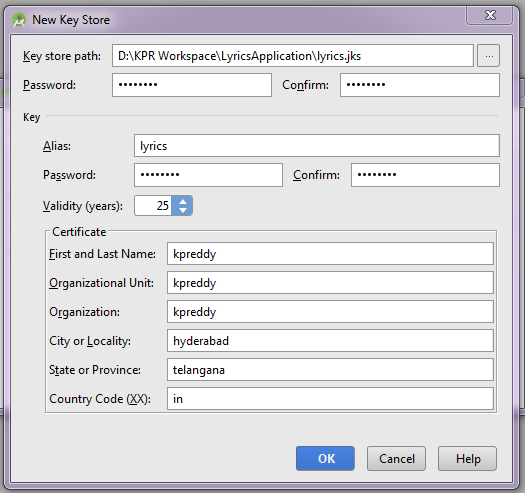 New Key Store
Key store path: D:\KPR Workspace\LyricsApplication\lyrics.jks ...
Password: •••••••• Confirm: ••••••••
Key
Alias: lyrics
Password: •••••••• Confirm: ••••••••
Validity (years): 25
Certificate
First and Last Name: kpreddy
Organizational Unit: kpreddy
Organization: kpreddy
City or Locality: hyderabad
State or Province: telangana
Country Code (XX): in
OK Cancel Help